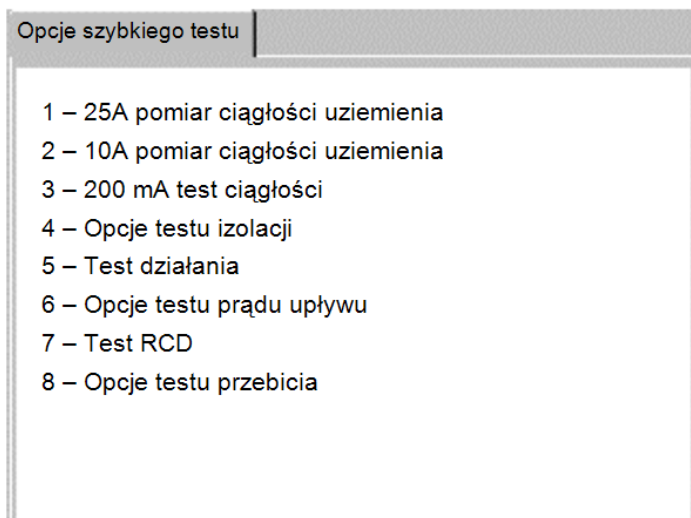 Opcje szybkiego testu
1 – 25A pomiar ciągłości uziemienia
2 – 10A pomiar ciągłości uziemienia
3 – 200 mA test ciągłości
4 – Opcje testu izolacji
5 – Test działania
6 – Opcje testu prądu upływu
7 – Test RCD
8 – Opcje testu przebicia